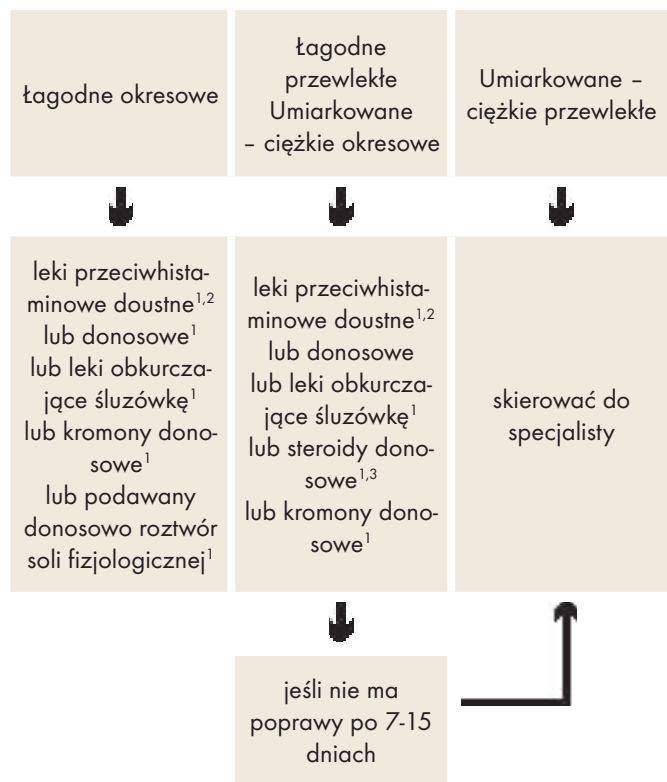 Łagodne okresowe
Łagodne
przewlekłe
Umiarkowane
– ciężkie okresowe
Umiarkowane –
ciężkie przewlekłe
leki przeciwhista-
minowe doustne1,2
lub donosowe1
lub leki obkurcza-
jące śluzówkę1
lub kromony dono-
sowe1
lub podawany
donosowo roztwór
soli fizjologicznej1
leki przeciwhista-
minowe doustne1,2
lub donosowe
lub leki obkurcza-
jące śluzówkę1
lub steroidy dono-
sowe1,3
lub kromony dono-
sowe1
skierować do
specjalisty
jeśli nie ma
poprawy po 7-15
dniach